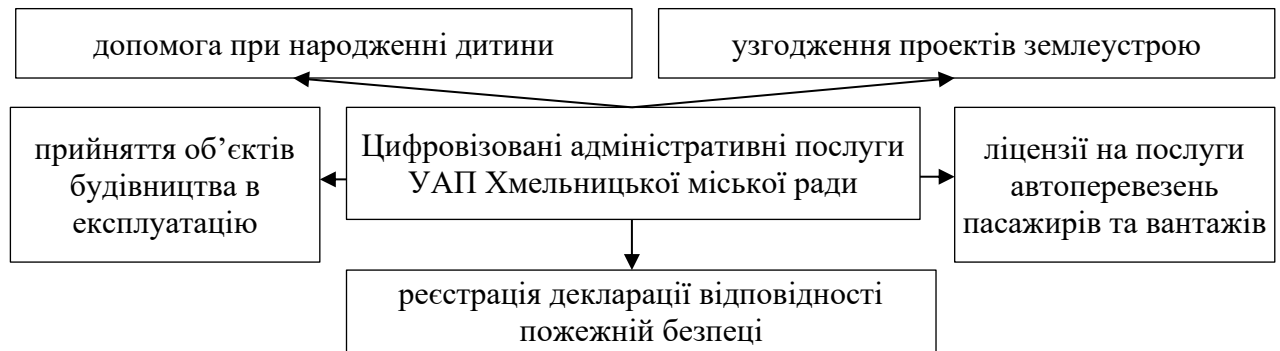 допомога при народженні дитини
узгодження проектів землеустрою
прийняття об’єктів
будівництва в
експлуатацію
Цифровізовані адміністративні послуги
УАП Хмельницької міської ради
ліцензії на послуги
автоперевезень
пасажирів та вантажів
реєстрація декларації відповідності
пожежній безпеці